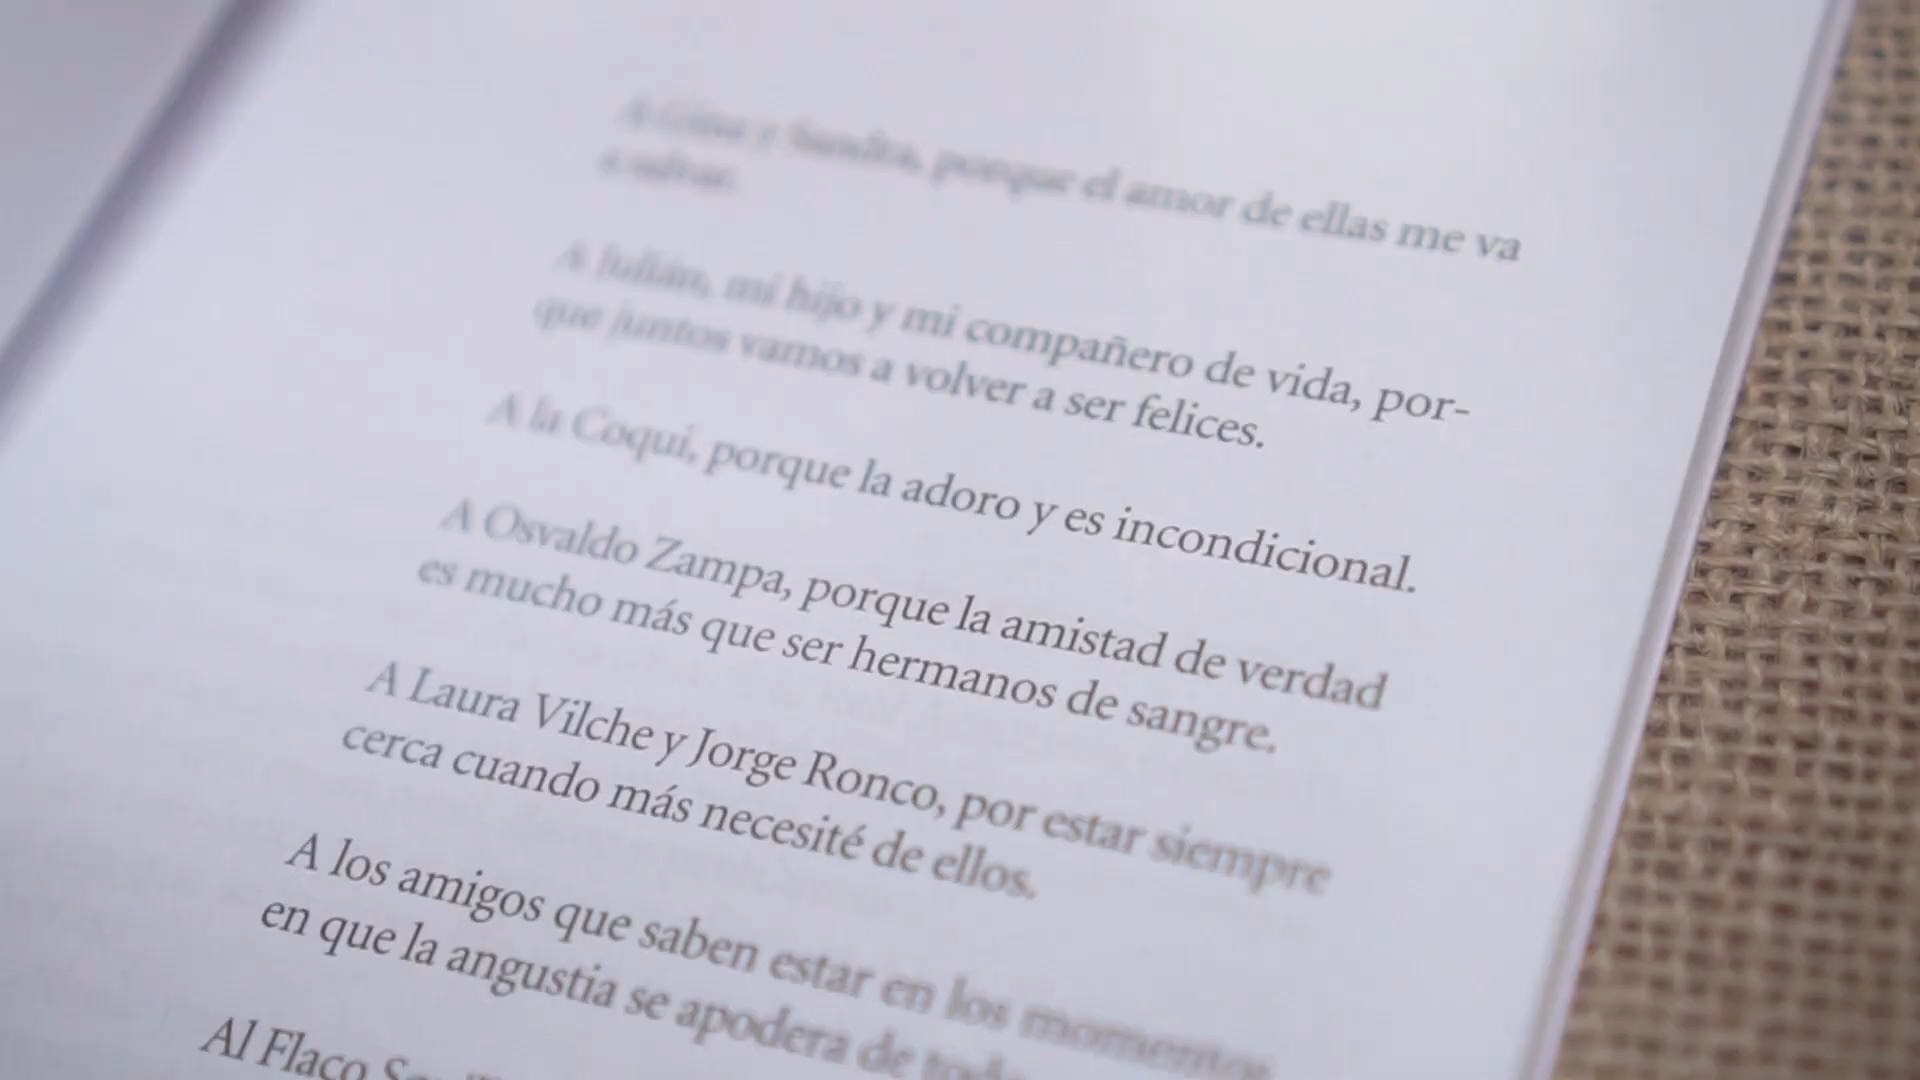 A y Sandra, porque el amor de ellas me va
a salvar.
A Julián, mi hijo y mi compañero de vida, por-
que juntos vamos a volver a ser felices.
A la Coqui, porque la adoro y es incondicional.
A Osvaldo Zampa, porque la amistad de verdad
es mucho más que ser hermanos de sangre.
A Laura Vilche y Jorge Ronco, por estar siempre
cerca cuando más necesité de ellos.
A los amigos que saben estar en los momentos
en que la angustia se apodera de
Al Flaco